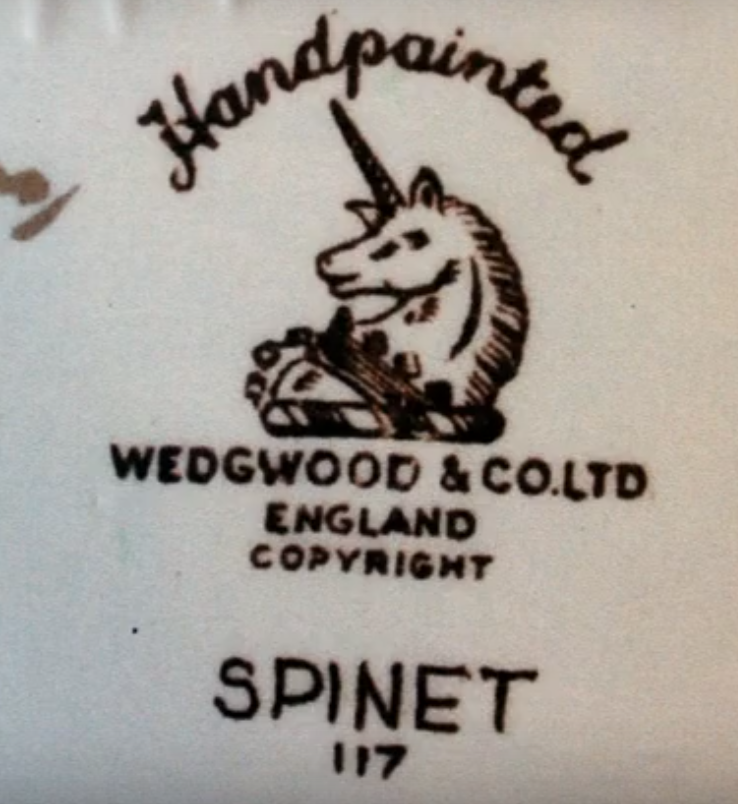 Handpainted
WEDGWOOD & CO.LTD
ENGLAND
COPYRIGHT
SPINET
117